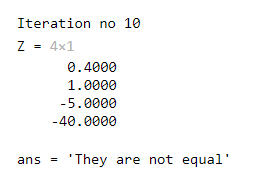 Iteration no 10
Z = 4×1
0.4000
1.0000
-5.0000
-40.0000
ans = 'They are not equal'